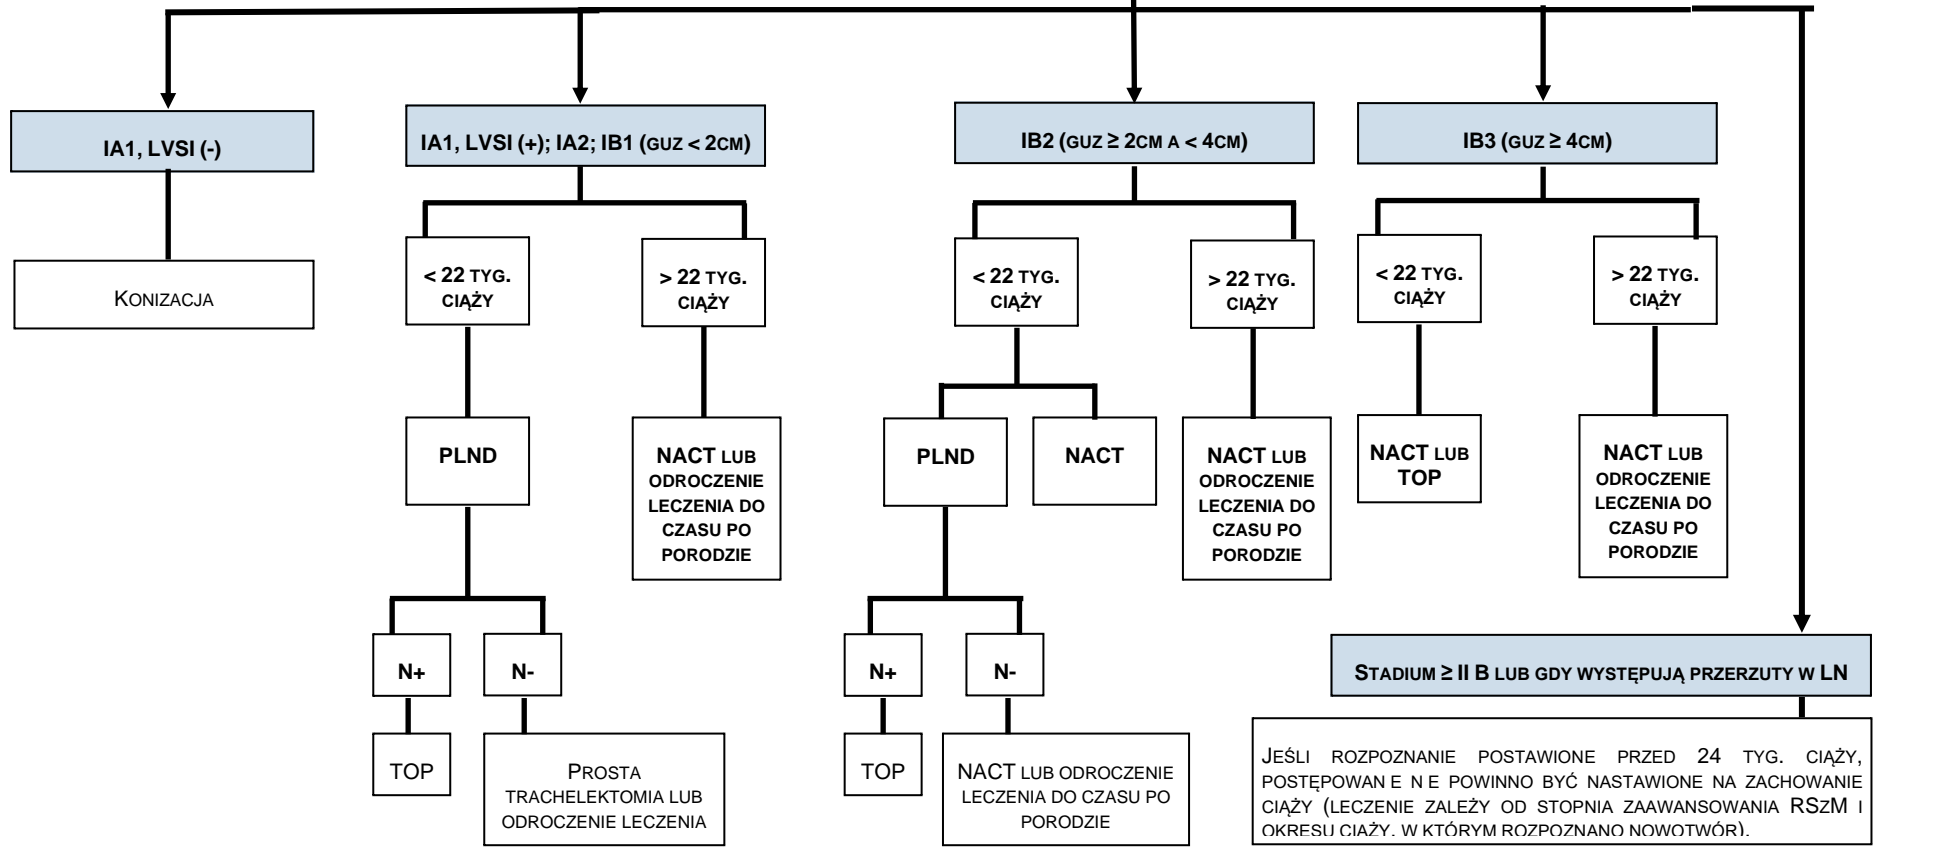 IA1, LVSI (-)
KONIZACJA
IA1, LVSI (+); IA2; IB1 (GUZ < 2CM)
< 22 TYG.
CIĄŻY
PLND
N+
TOP
N-
PROSTA
TRACHELEKTOMIA LUB
ODROCZENIE LECZENIA
> 22 TYG.
CIĄŻY
NACT LUB
ODROCZENIE
LECZENIA DO
CZASU PO
PORODZIE
IB2 (GUZ ≥ 2CM A < 4CM)
< 22 TYG.
CIĄŻY
PLND
N+
TOP
N-
NACT LUB ODROCZENIE
LECZENIA DO CZASU PO
PORODZIE
NACT
> 22 TYG.
CIĄŻY
NACT LUB
ODROCZENIE
LECZENIA DO
CZASU PO
PORODZIE
IB3 (GUZ ≥ 4CM)
< 22 TYG.
CIĄŻY
NACT LUB
TOP
> 22 TYG.
CIĄŻY
NACT LUB
ODROCZENIE
LECZENIA DO
CZASU PO
PORODZIE
STADIUM ≥ II B LUB GDY WYSTĘPUJĄ PRZERZUTY W LN
JEŚLI ROZPOZNANIE POSTAWIONE PRZED 24 TYG. CIĄŻY,
POSTĘPOWAN E N E POWINNO BYĆ NASTAWIONE NA ZACHOWANIE
CIĄŻY (LECZENIE ZALEŻY OD STOPNIA ZAAWANSOWANIA RSZM I
OKRESU CIĄŻY, W KTÓRYM ROZPOZNANO NOWOTWÓR).